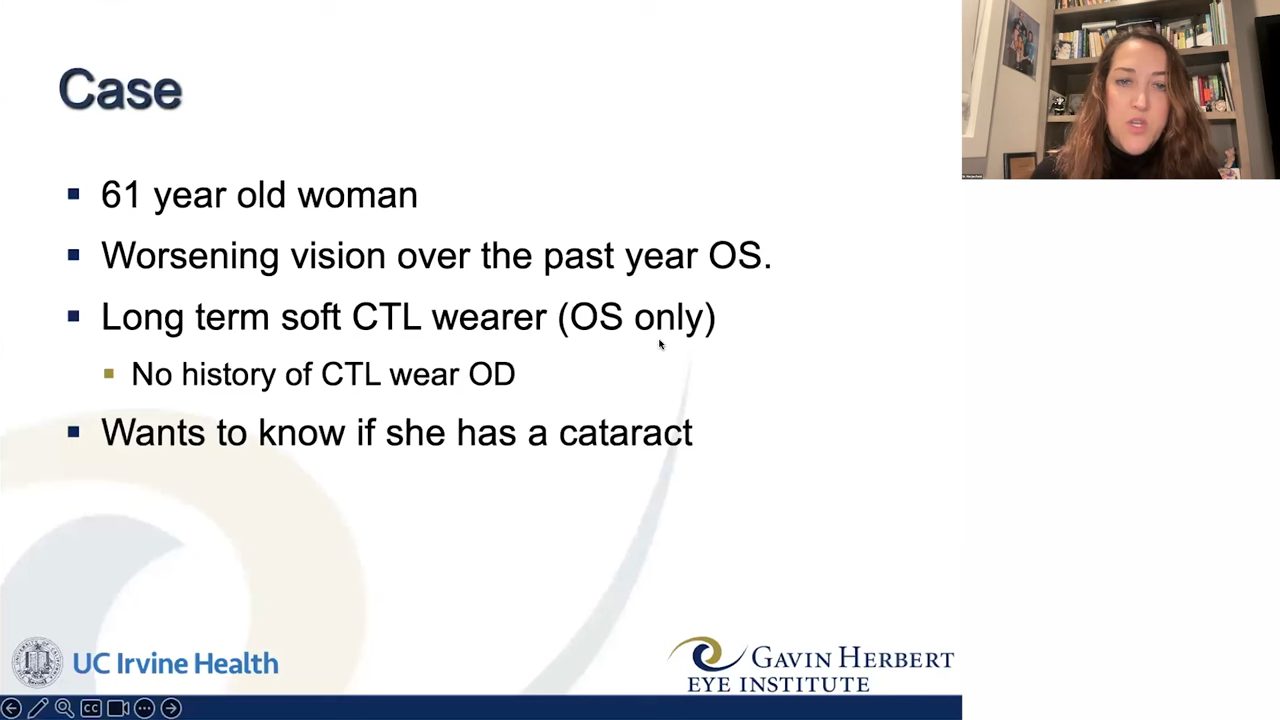 Case
61 year old woman
Worsening vision over the past year OS.
Long term soft CTL wearer (OS only)
No history of CTL wear OD
Wants to know if she has a cataract
UC Irvine Health
GAVIN HERBERT
EYE INSTITUTE
CC